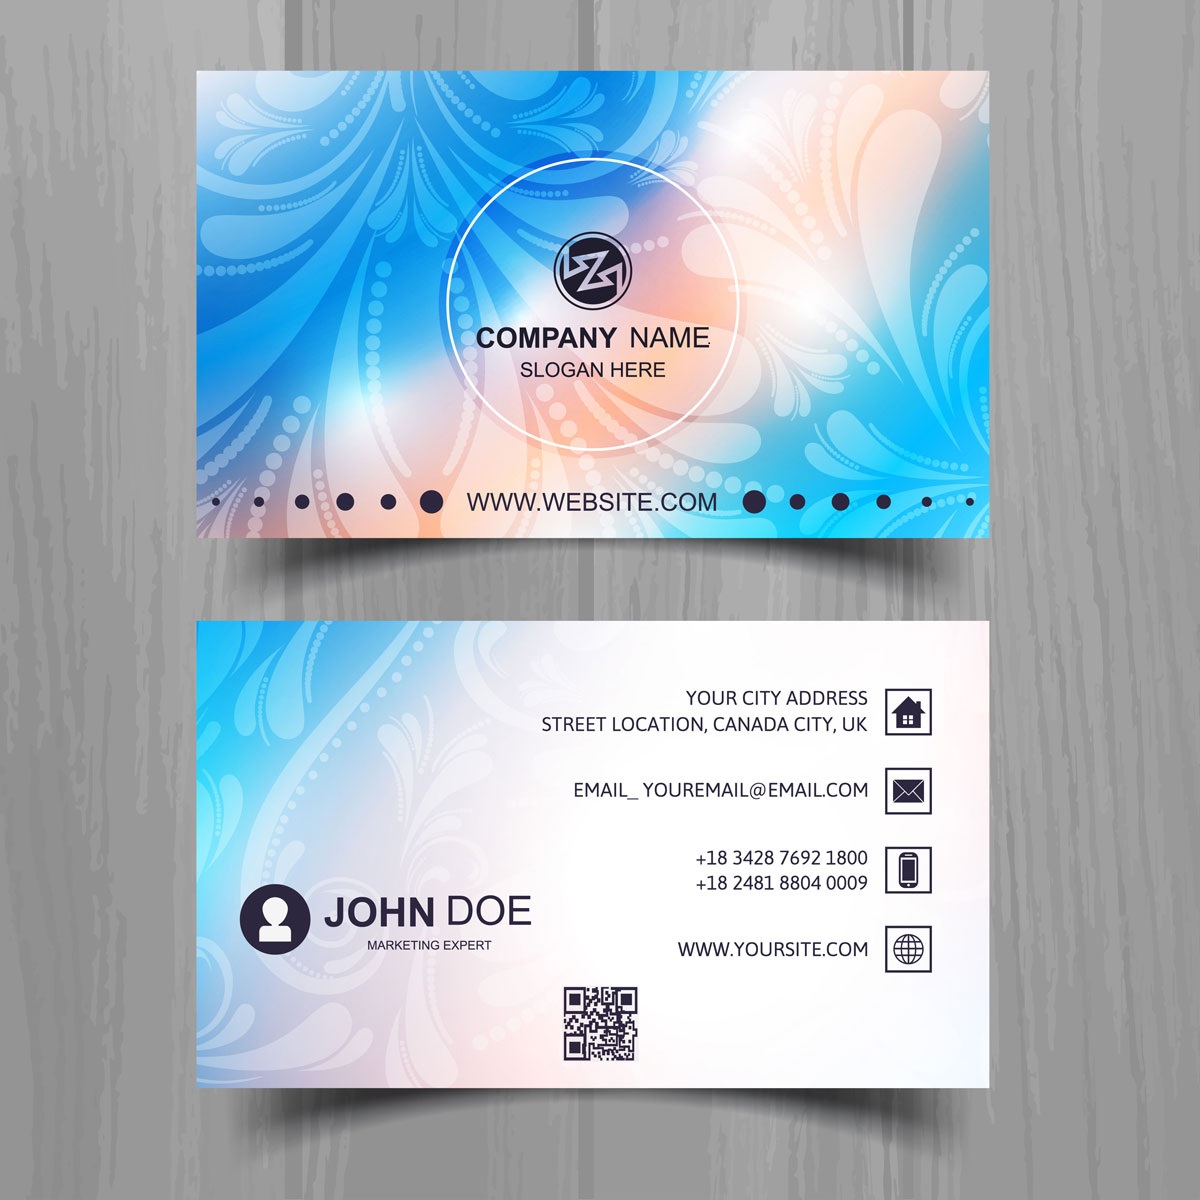 COMPANY NAME
SLOGAN HERE
WWW.WEBSITE.COM
YOUR CITY ADDRESS
STREET LOCATION, CANADA CITY, UK
EMAIL_ YOUREMAIL@EMAIL.COM
+18 3428 7692 1800
+18 2481 8804 0009
WWW.YOURSITE.COM
JOHN DOE
MARKETING EXPERT